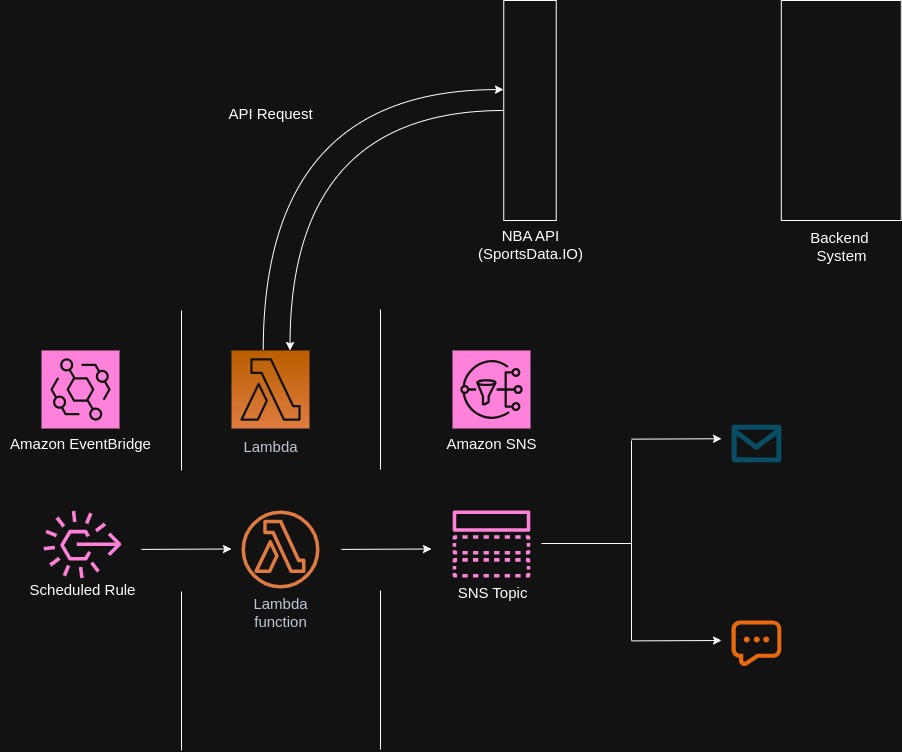 API Request
NBA API
(SportsData.IO)
Backend
System
Amazon EventBridge
Lambda
Amazon SNS
Scheduled Rule
Lambda
function
SNS Topic